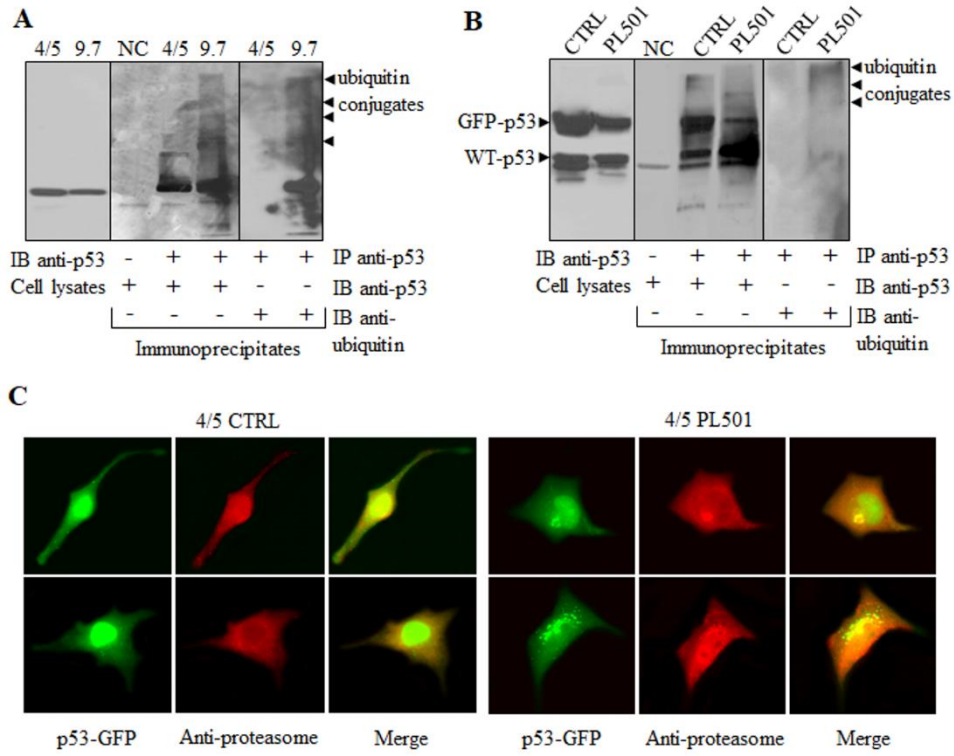 A
4/5 9.7 NC 4/5 9.7 4/5 9.7
ubiquitin
conjugates
IB anti-p53 - + + + + IP anti-p53
Cell lysates + + + - - IB anti-p53
- - - + + IB anti-
ubiquitin
Immunoprecipitates
B
CTRL PL501 NC CTRL PL501 CTRL PL501
ubiquitin
conjugates
GFP-p53
WT-p53
IB anti-p53 - + + + + IP anti-p53
Cell lysates + + + - - IB anti-p53
- - - + + IB anti-
ubiquitin
Immunoprecipitates
C
4/5 CTRL 4/5 PL501
p53-GFP Anti-proteasome Merge p53-GFP Anti-proteasome Merge